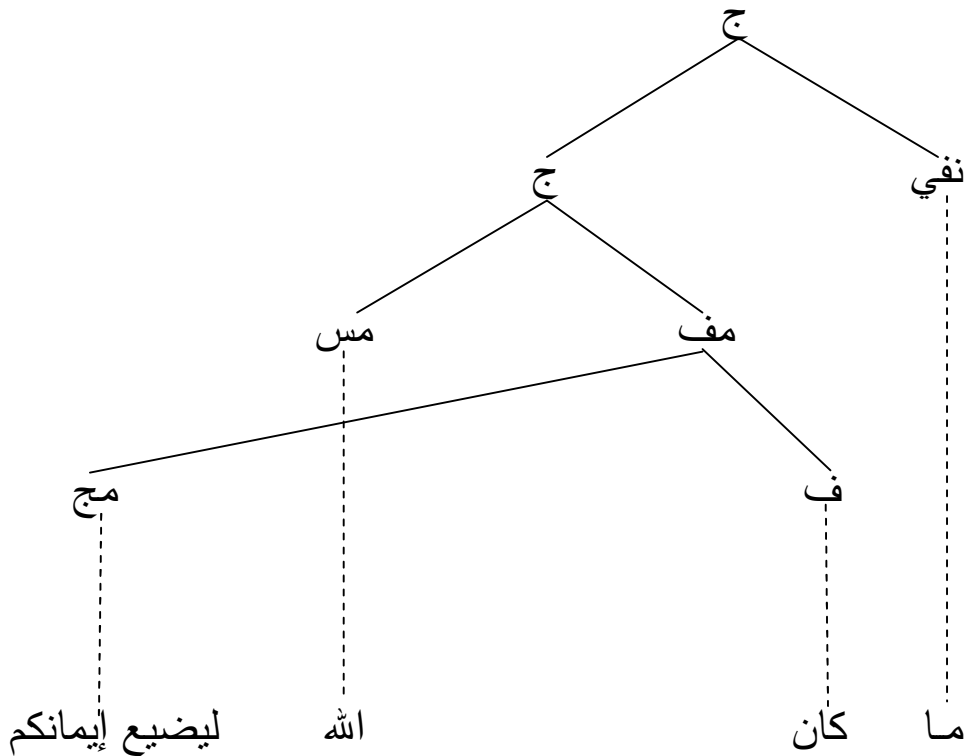 ج
ج نفي
مس مف
مج ف
ما كان الله ليضيع إيمانكم